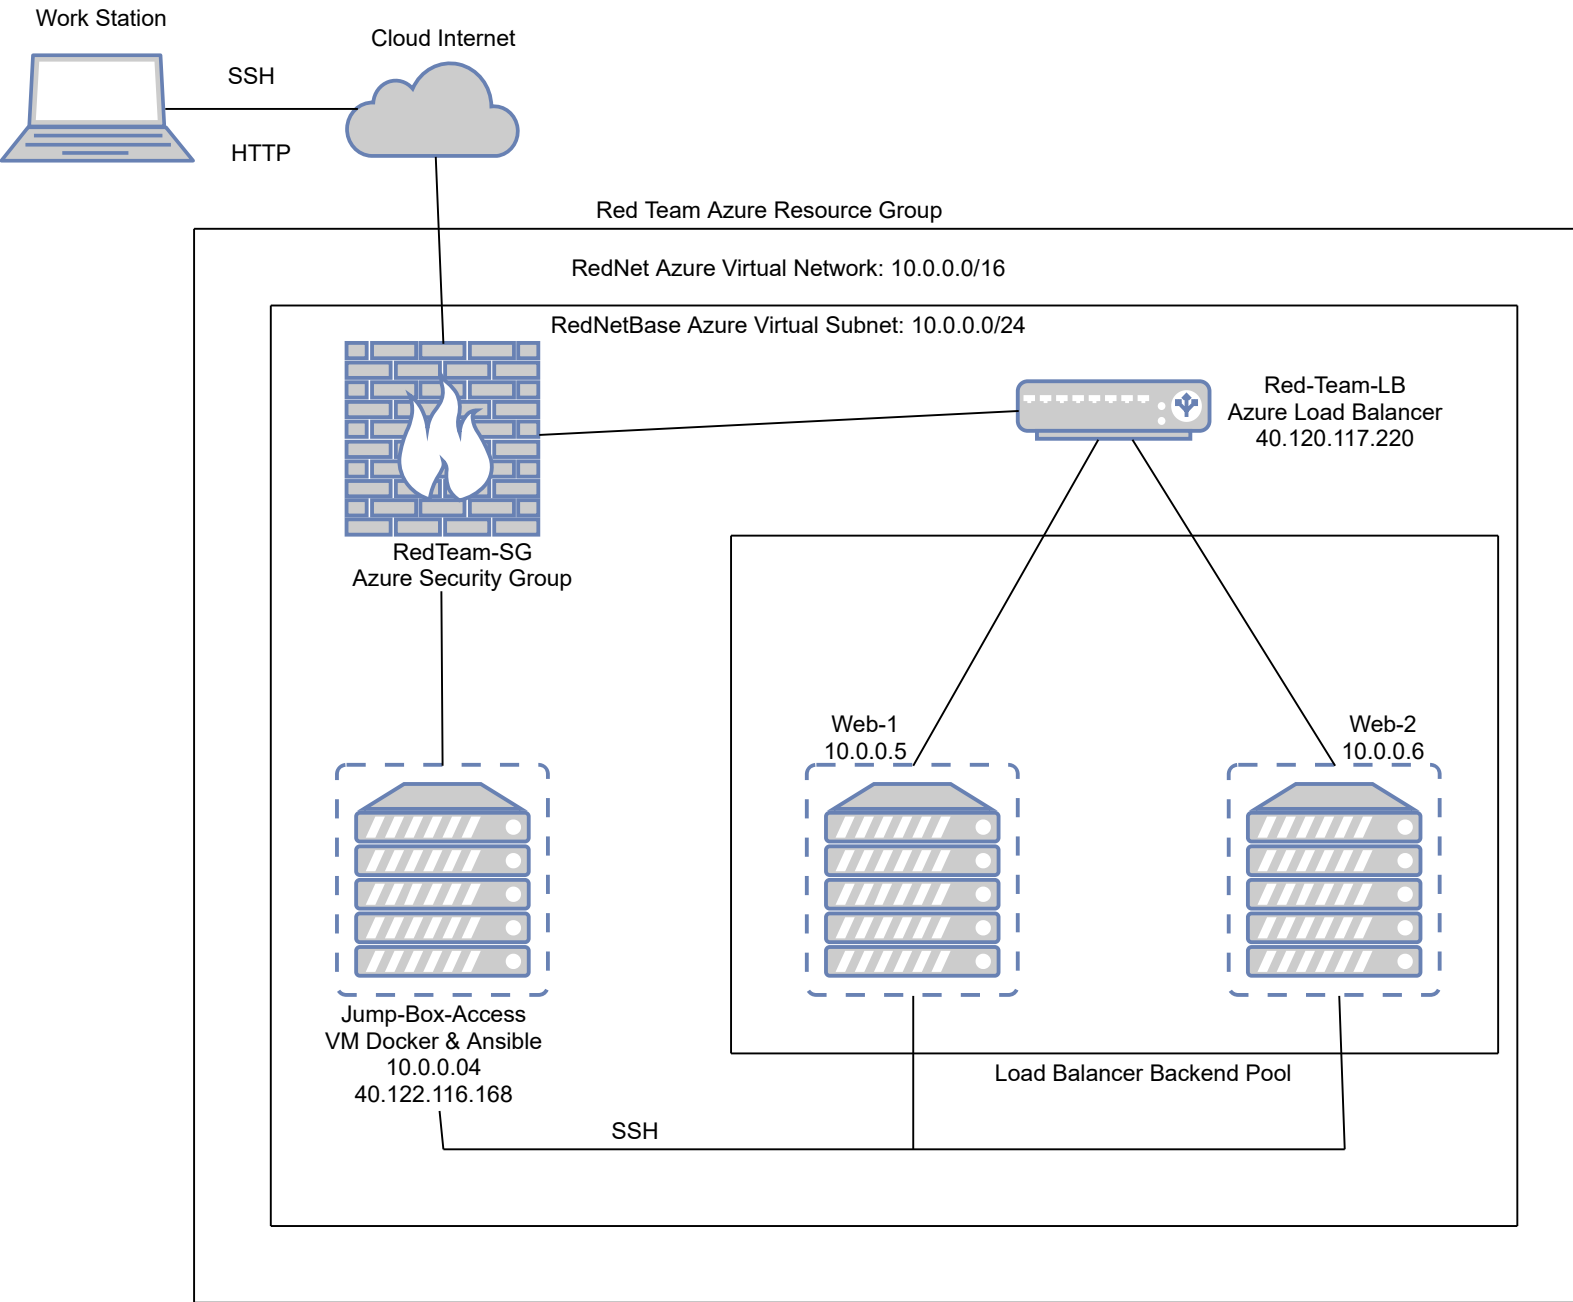 Work Station
Cloud Internet
SSH
HTTP
Red Team Azure Resource Group
RedNet Azure Virtual Network: 10.0.0.0/16
RedNetBase Azure Virtual Subnet: 10.0.0.0/24
Red-Team-LB
Azure Load Balancer
40.120.117.220
RedTeam-SG
Azure Security Group
Web-1
10.0.0.5
Web-2
10.0.0.6
Jump-Box-Access
VM Docker & Ansible
10.0.0.04
40.122.116.168
Load Balancer Backend Pool
SSH